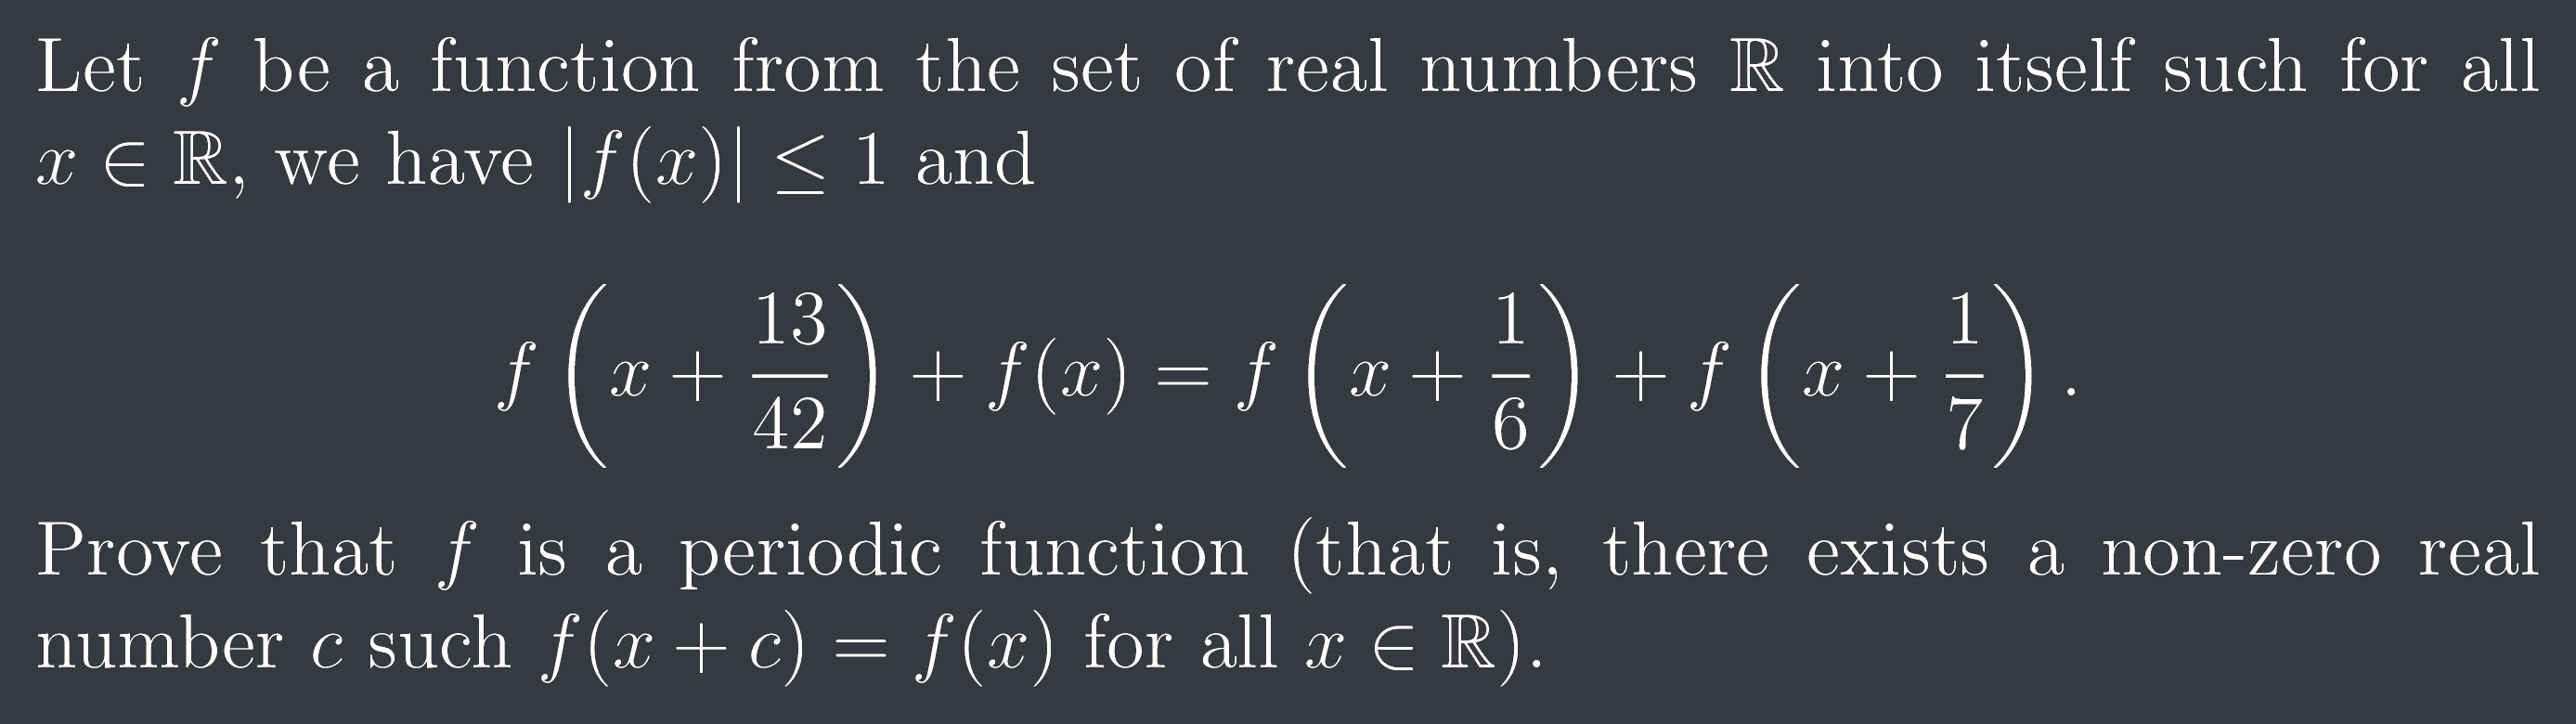 Let f be a function from the set of real numbers ℝ into itself such for all
x ∈ ℝ, we have |f(x)| ≤ 1 and
f(x + 13/42) + f(x) = f(x + 1/6) + f(x + 1/7).
Prove that f is a periodic function (that is, there exists a non-zero real
number c such f(x + c) = f(x) for all x ∈ ℝ).